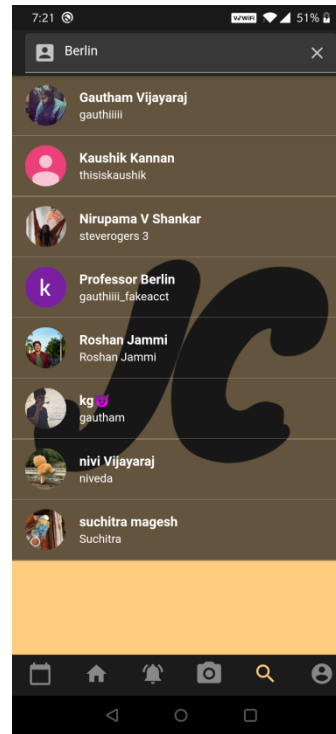 7:21
VoWiFi 51%
Berlin
Gautham Vijayaraj
gauthiiiii
Kaushik Kannan
thisiskaushik
Nirupama V Shankar
steverogers 3
k
Professor Berlin
gauthiiii_fakeacct
Roshan Jammi
Roshan Jammi
kg😈
gautham
nivi Vijayaraj
niveda
suchitra magesh
Suchitra
JC